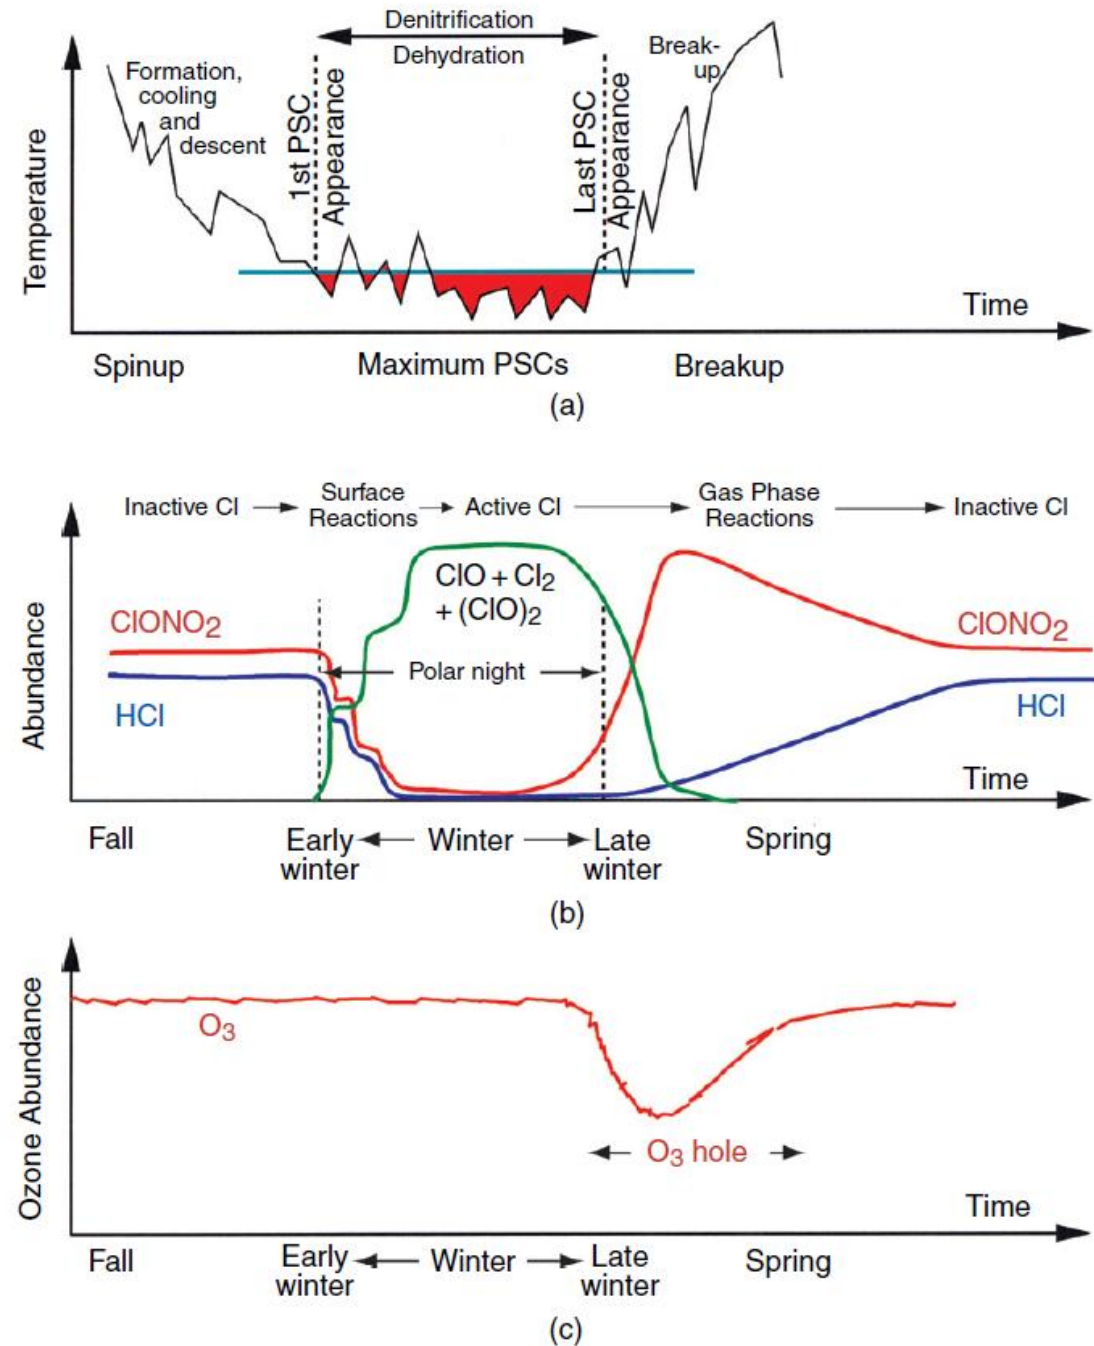 Denitrification
Dehydration
Formation,
cooling
and
descent
Break-
up
1st PSC
Appearance
Last PSC
Appearance
Temperature
Time
Spinup
Maximum PSCs
Breakup
(a)
Inactive Cl
Surface
Reactions
Active Cl
Gas Phase
Reactions
Inactive Cl
ClO + Cl2
+ (ClO)2
ClONO2
ClONO2
Polar night
HCl
HCl
Abundance
Time
Fall
Early
winter
Winter
Late
winter
Spring
(b)
O3
Ozone Abundance
O3 hole
Time
Fall
Early
winter
Winter
Late
winter
Spring
(c)